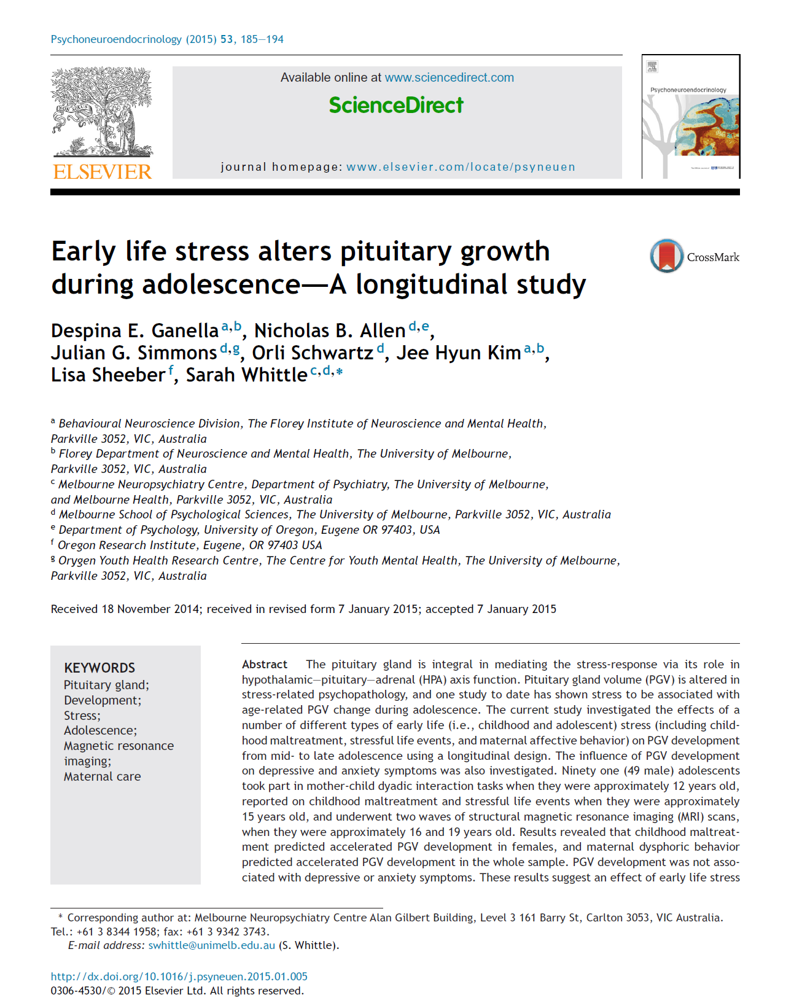 Psychoneuroendocrinology (2015) 53, 185—194
NON SOLUS
ELSEVIER
Available online at www.sciencedirect.com
ScienceDirect
journal homepage: www.elsevier.com/locate/psyneuen
Psychoneuroendocrinology
Early life stress alters pituitary growth
during adolescence—A longitudinal study
CrossMark
Despina E. Ganella a,b, Nicholas B. Allen d,e,
Julian G. Simmons d,g, Orli Schwartz d, Jee Hyun Kim a,b,
Lisa Sheeber f, Sarah Whittle c,d,*
a Behavioural Neuroscience Division, The Florey Institute of Neuroscience and Mental Health,
Parkville 3052, VIC, Australia
b Florey Department of Neuroscience and Mental Health, The University of Melbourne,
Parkville 3052, VIC, Australia
c Melbourne Neuropsychiatry Centre, Department of Psychiatry, The University of Melbourne,
and Melbourne Health, Parkville 3052, VIC, Australia
d Melbourne School of Psychological Sciences, The University of Melbourne, Parkville 3052, VIC, Australia
e Department of Psychology, University of Oregon, Eugene OR 97403, USA
f Oregon Research Institute, Eugene, OR 97403 USA
g Orygen Youth Health Research Centre, The Centre for Youth Mental Health, The University of Melbourne,
Parkville 3052, VIC, Australia
Received 18 November 2014; received in revised form 7 January 2015; accepted 7 January 2015
KEYWORDS
Pituitary gland;
Development;
Stress;
Adolescence;
Magnetic resonance
imaging;
Maternal care
Abstract The pituitary gland is integral in mediating the stress-response via its role in
hypothalamic—pituitary—adrenal (HPA) axis function. Pituitary gland volume (PGV) is altered in
stress-related psychopathology, and one study to date has shown stress to be associated with
age-related PGV change during adolescence. The current study investigated the effects of a
number of different types of early life (i.e., childhood and adolescent) stress (including child-
hood maltreatment, stressful life events, and maternal affective behavior) on PGV development
from mid- to late adolescence using a longitudinal design. The influence of PGV development
on depressive and anxiety symptoms was also investigated. Ninety one (49 male) adolescents
took part in mother-child dyadic interaction tasks when they were approximately 12 years old,
reported on childhood maltreatment and stressful life events when they were approximately
15 years old, and underwent two waves of structural magnetic resonance imaging (MRI) scans,
when they were approximately 16 and 19 years old. Results revealed that childhood maltreat-
ment predicted accelerated PGV development in females, and maternal dysphoric behavior
predicted accelerated PGV development in the whole sample. PGV development was not asso-
ciated with depressive or anxiety symptoms. These results suggest an effect of early life stress
* Corresponding author at: Melbourne Neuropsychiatry Centre Alan Gilbert Building, Level 3 161 Barry St, Carlton 3053, VIC Australia.
Tel.: +61 3 8344 1958; fax: +61 3 9342 3743.
E-mail address: swhittle@unimelb.edu.au (S. Whittle).
http://dx.doi.org/10.1016/j.psyneuen.2015.01.005
0306-4530/© 2015 Elsevier Ltd. All rights reserved.